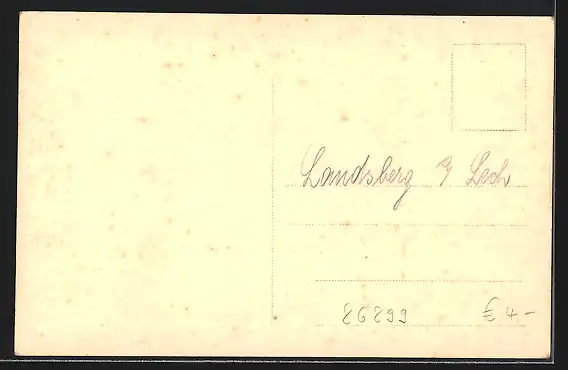 Landsberg a/ Lech
86899 € 4.-